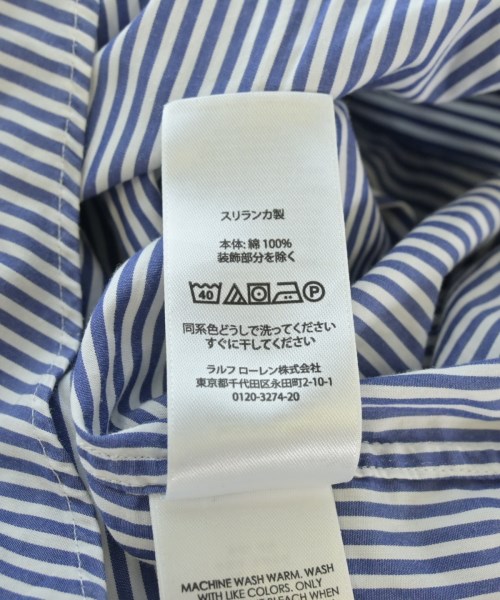 スリランカ製
本体: 綿 100%
装飾部分を除く
40 P
同系色どうしで洗ってください
すぐに干してください
ラルフ ローレン株式会社
東京都千代田区永田町2-10-1
0120-3274-20
MACHINE WASH WARM. WASH
WITH LIKE COLORS. ONLY
BLEACH WHEN